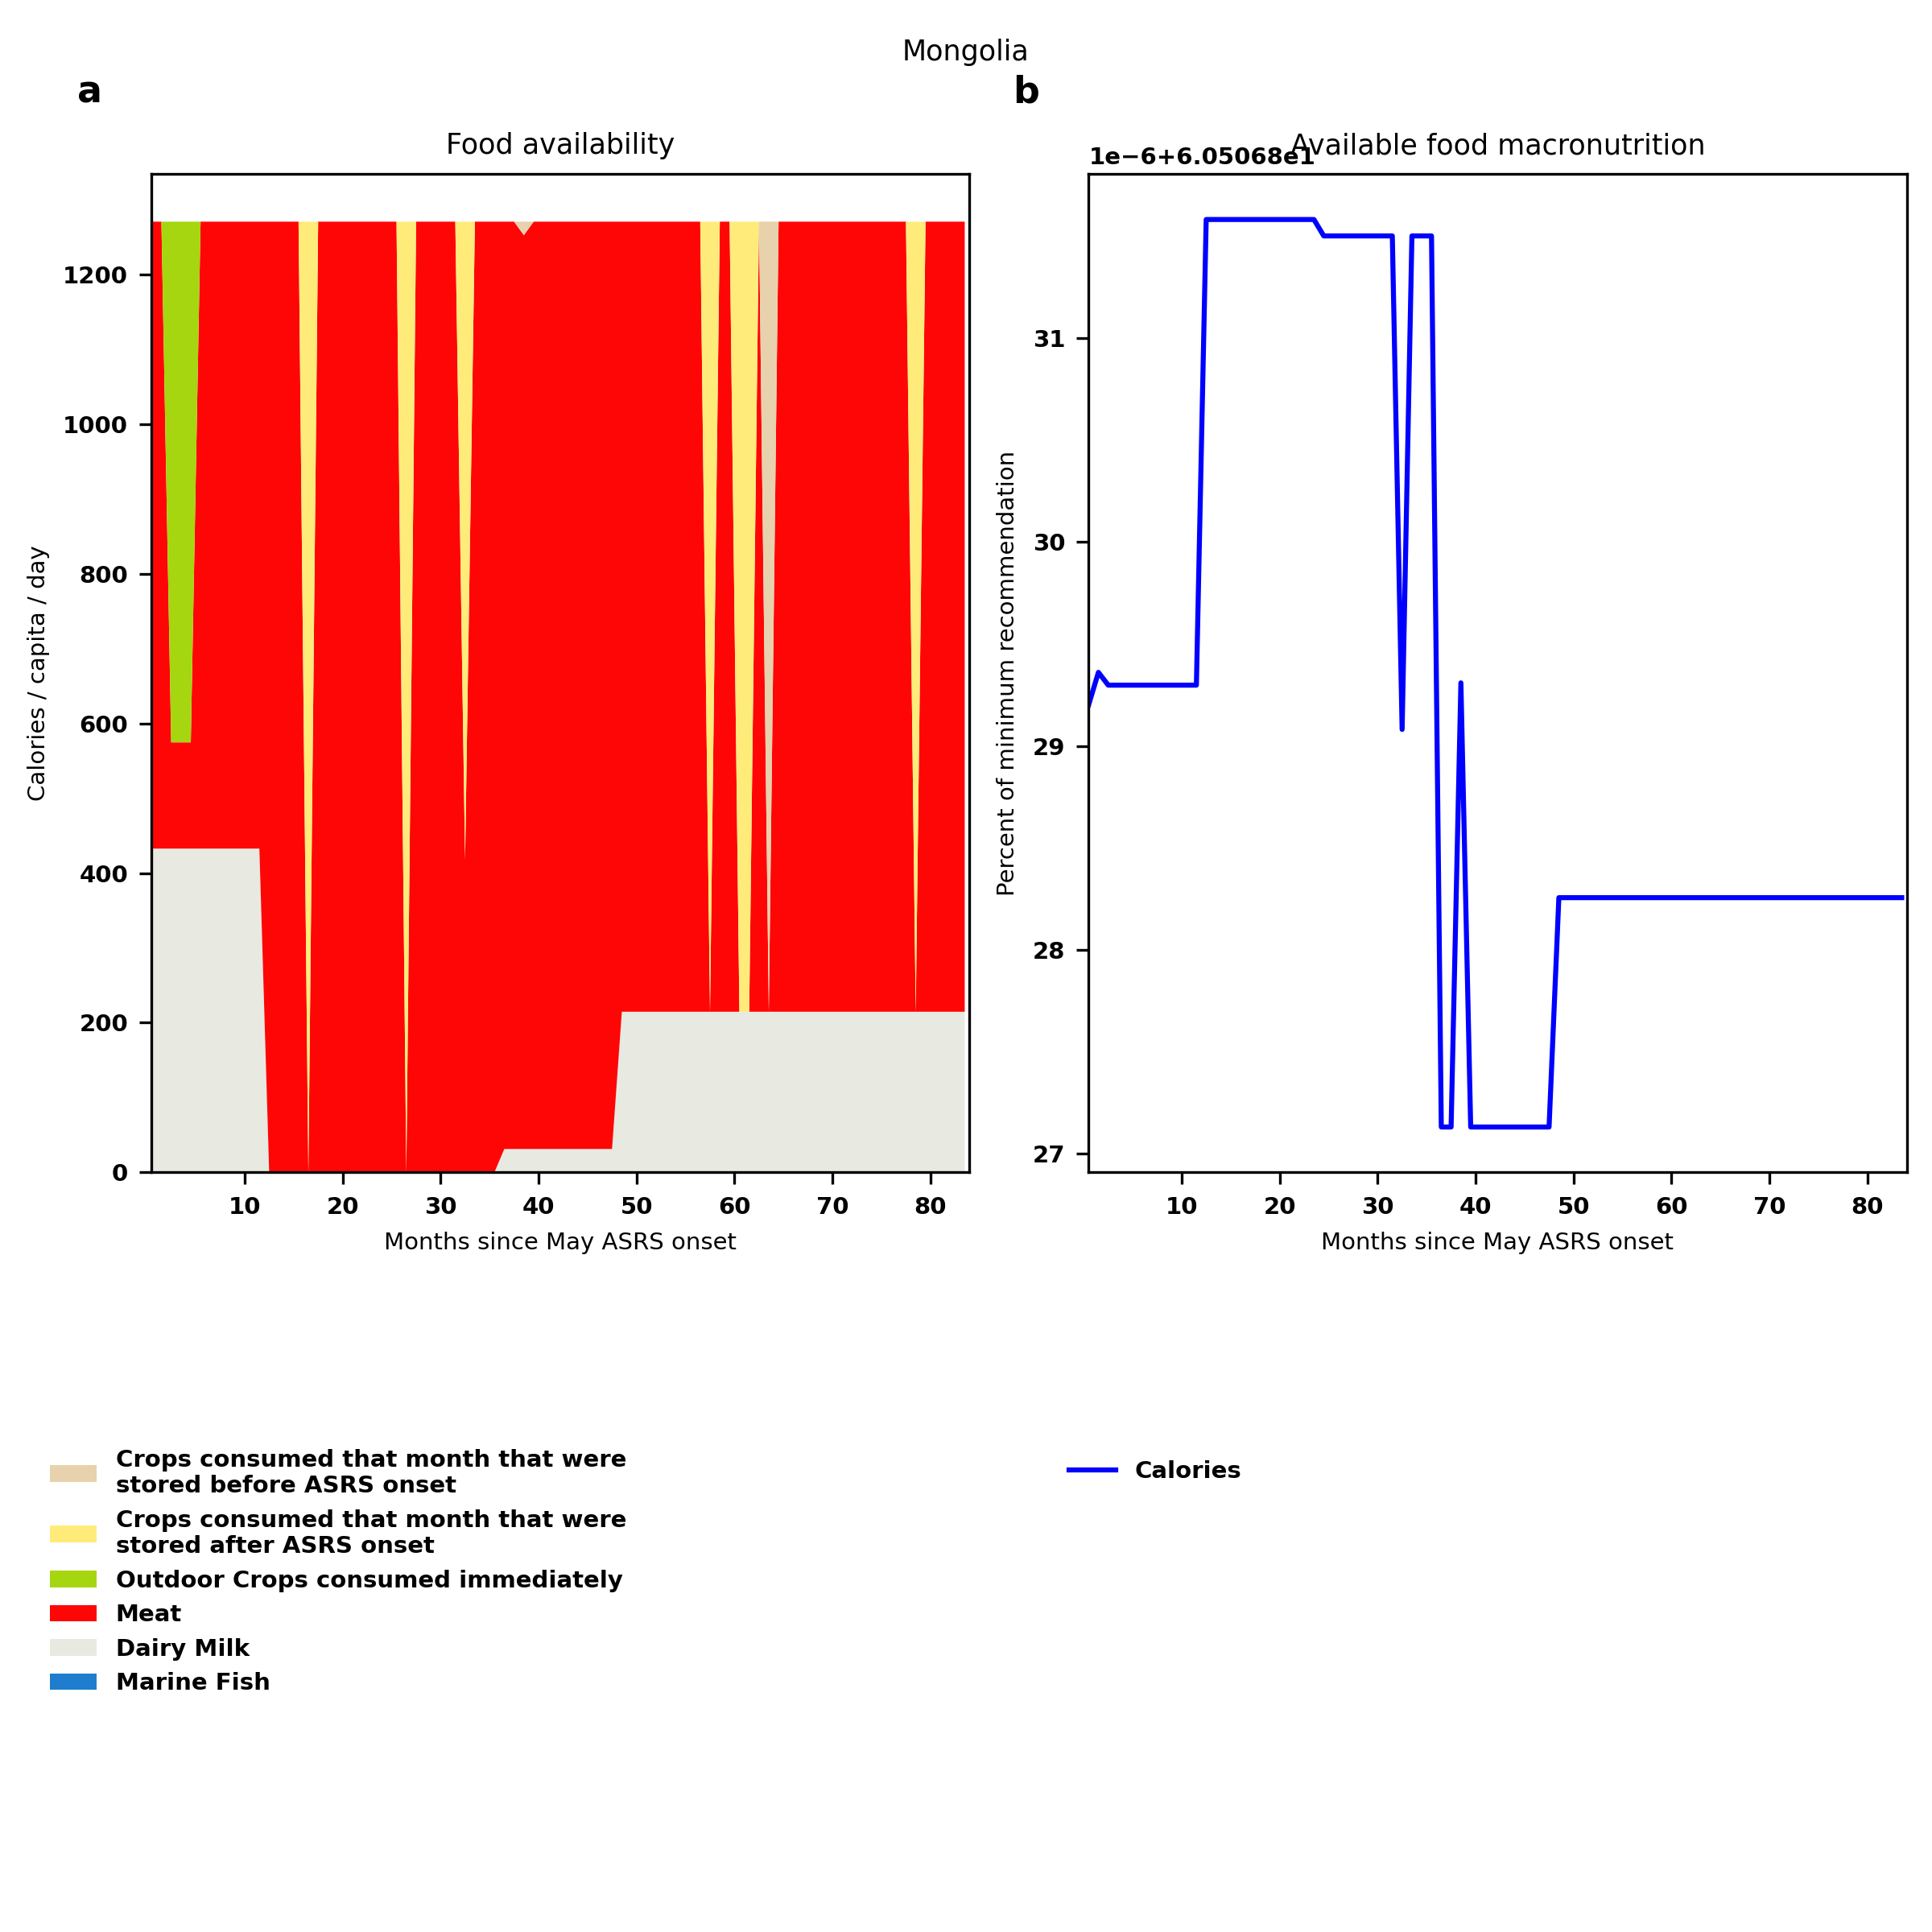 Mongolia
a
b
Food availability
Available food macronutrition
1e−6+6.05068e1
Calories / capita / day
1200
1000
800
600
400
200
0
10 20 30 40 50 60 70 80
Months since May ASRS onset
Percent of minimum recommendation
31
30
29
28
27
10 20 30 40 50 60 70 80
Months since May ASRS onset
Crops consumed that month that were
stored before ASRS onset
Crops consumed that month that were
stored after ASRS onset
Outdoor Crops consumed immediately
Meat
Dairy Milk
Marine Fish
Calories